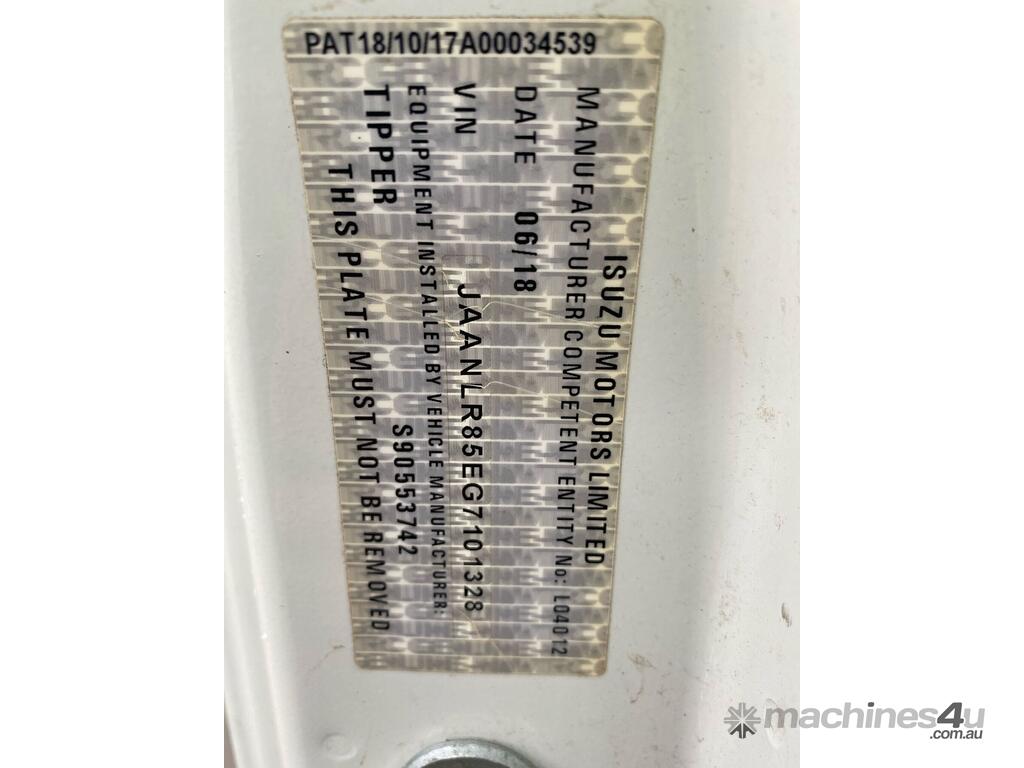 PAT18/10/17A00034539
ISUZU MOTORS LIMITED
MANUFACTURER COMPETENT ENTITY No: L04012
DATE 06/18
VIN JAANLR85EG7101328
EQUIPMENT INSTALLED BY VEHICLE MANUFACTURER:
TIPPER S90553742
THIS PLATE MUST NOT BE REMOVED
machines4u
.com.au